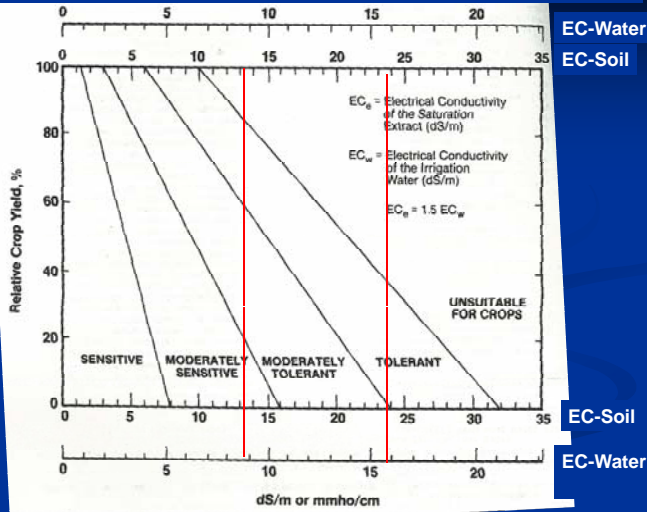 0 5 10 15 20
EC-Water
0 5 10 15 20 25 30 35
EC-Soil
100
80
60
40
20
0
Relative Crop Yield, %
ECe = Electrical Conductivity
of the Saturation
Extract (dS/m)
ECw = Electrical Conductivity
of the Irrigation
Water (dS/m)
ECe = 1.5 ECw
UNSUITABLE
FOR CROPS
SENSITIVE
MODERATELY
SENSITIVE
MODERATELY
TOLERANT
TOLERANT
0 5 10 15 20 25 30 35
EC-Soil
0 5 10 15 20
EC-Water
dS/m or mmho/cm